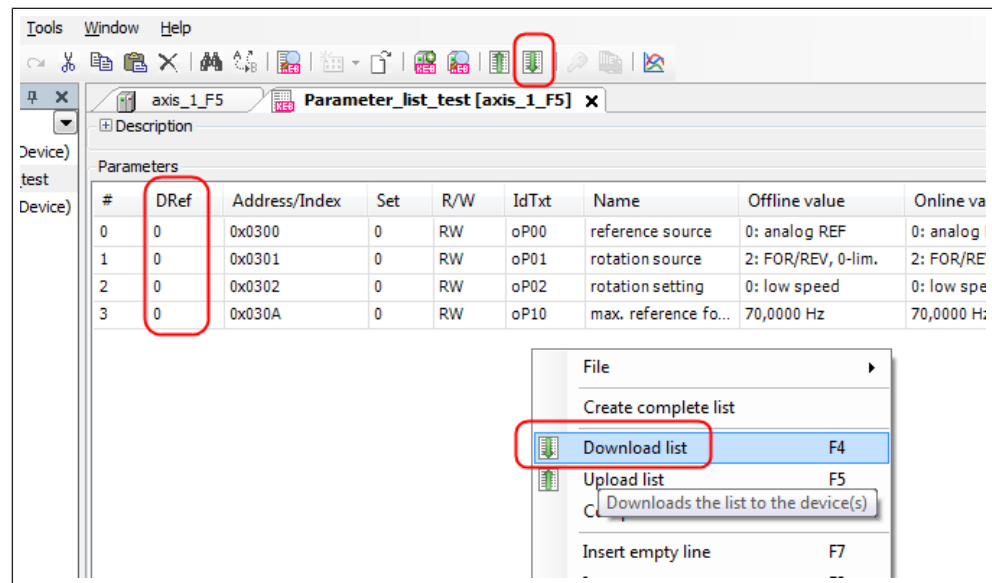 Tools Window Help
axis_1_F5 Parameter_list_test [axis_1_F5]
Description
Device)
Parameters
test
# DRef Address/Index Set R/W IdTxt Name Offline value Online va
Device)
0 0 0x0300 0 RW oP00 reference source 0: analog REF 0: analog
1 0 0x0301 0 RW oP01 rotation source 2: FOR/REV, 0-lim. 2: FOR/RE
2 0 0x0302 0 RW oP02 rotation setting 0: low speed 0: low spe
3 0 0x030A 0 RW oP10 max. reference fo... 70,0000 Hz 70,0000 Hz
File
Create complete list
Download list F4
Upload list F5
Downloads the list to the device(s)
Insert empty line F7